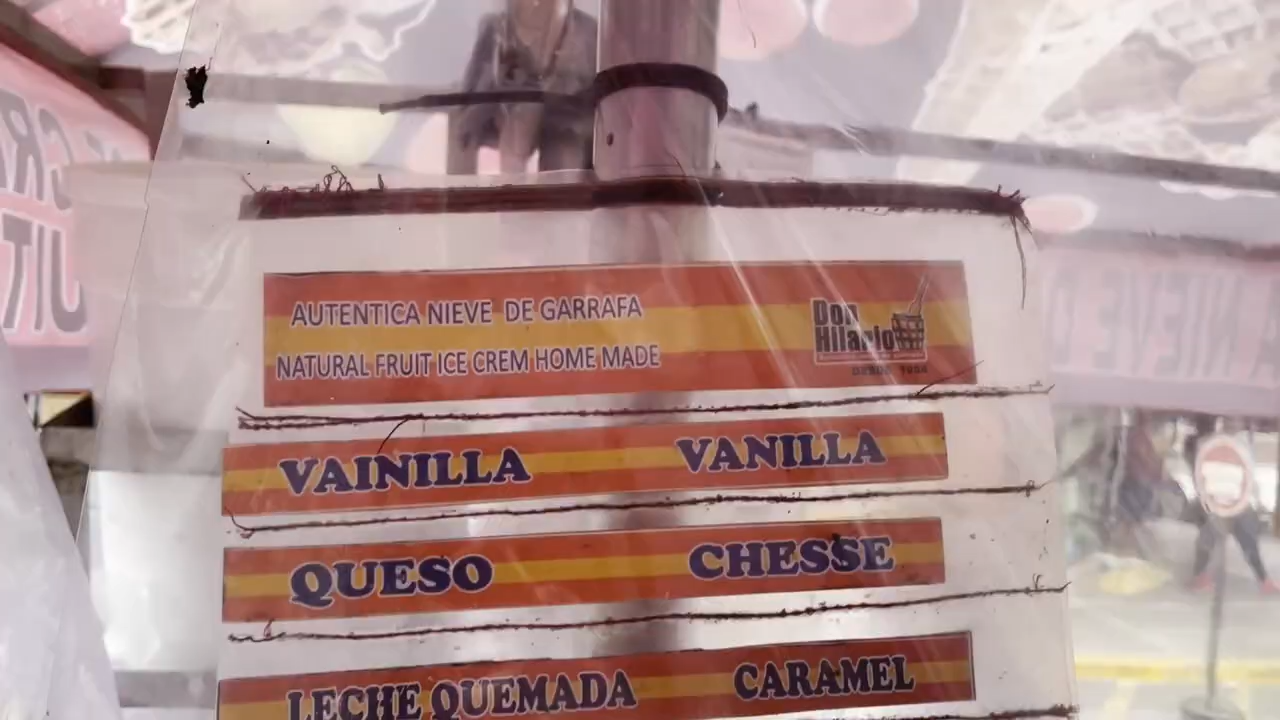 AUTENTICA NIEVE DE GARRAFA
NATURAL FRUIT ICE CREM HOME MADE
Don
Hilario
DESDE
VAINILLA VANILLA
QUESO CHESSE
LECHE QUEMADA CARAMEL